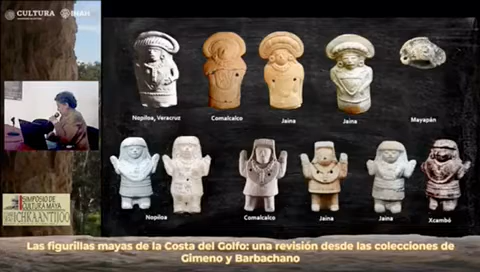 CULTURA
INAH
Nopiloa, Veracruz
Comalcalco
Jaina
Jaina
Mayapán
Nopiloa
Comalcalco
Jaina
Jaina
Xcambó
SIMPOSIO DE
CULTURA MAYA
ICHKAANTIJOO
Las figurillas mayas de la Costa del Golfo: una revisión desde las colecciones de
Gimeno y Barbachano